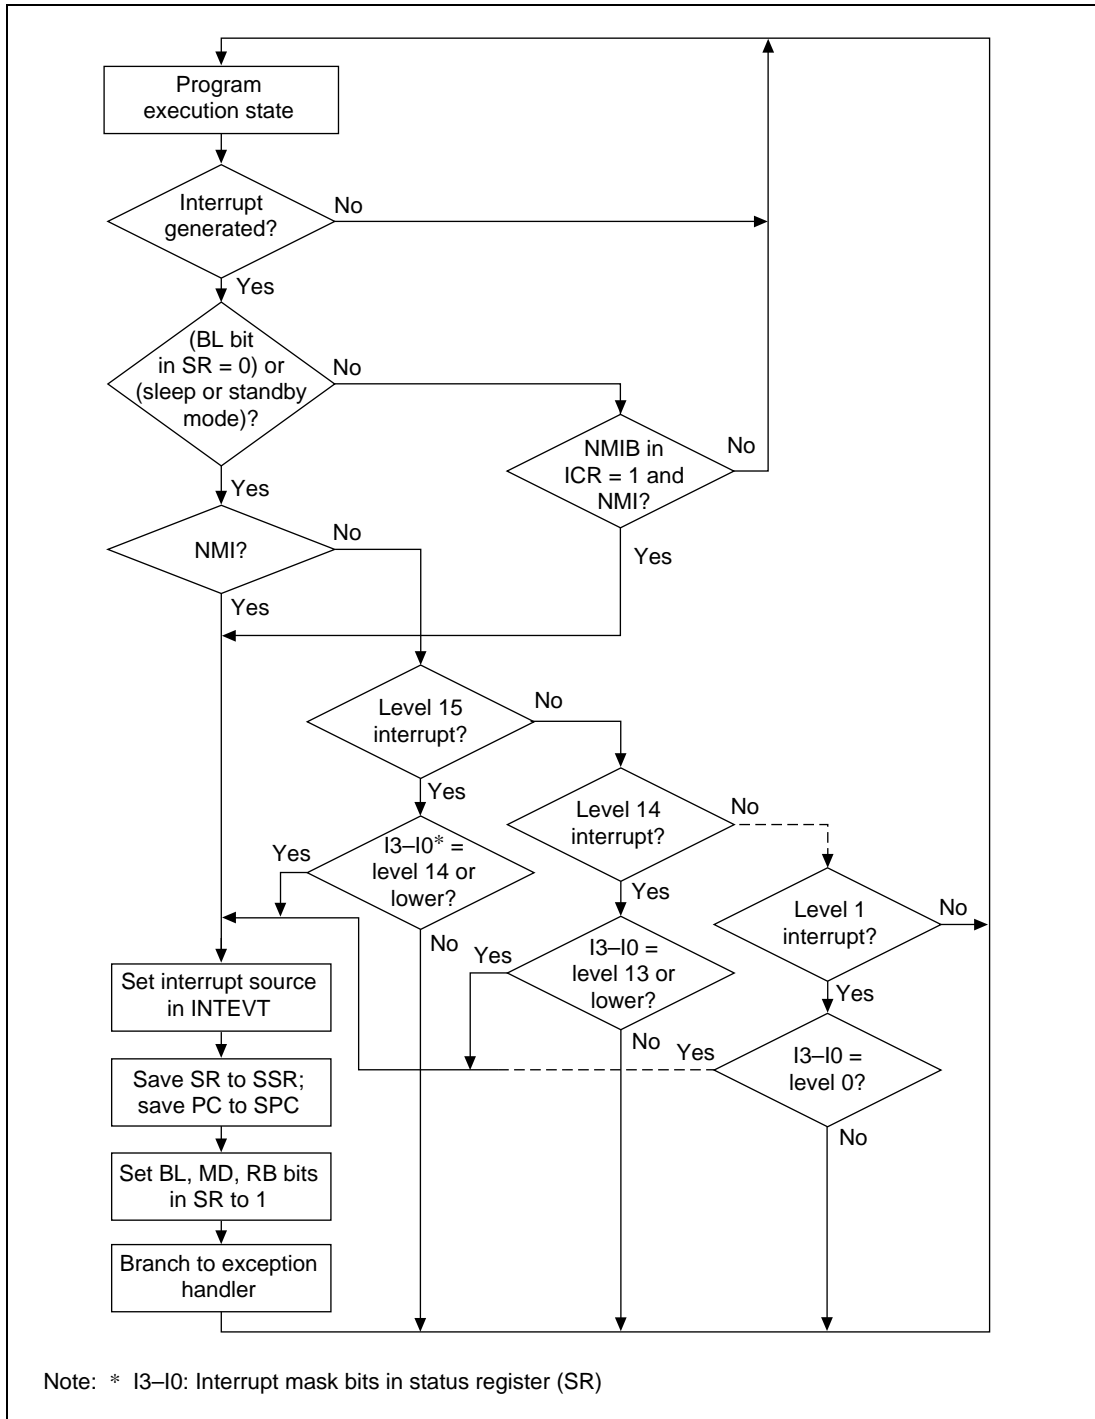 Program
execution state
Interrupt
generated?
No
Yes
(BL bit
in SR = 0) or
(sleep or standby
mode)?
No
NMIB in
ICR = 1 and
NMI?
No
Yes
Yes
NMI?
No
Yes
Level 15
interrupt?
No
Yes
Level 14
interrupt?
No
I3–I0* =
level 14 or
lower?
Yes
Yes
Level 1
interrupt?
No
No
I3–I0 =
level 13 or
lower?
Yes
Yes
Set interrupt source
in INTEVT
No
Yes
I3–I0 =
level 0?
Save SR to SSR;
save PC to SPC
No
Set BL, MD, RB bits
in SR to 1
Branch to exception
handler
Note: * I3–I0: Interrupt mask bits in status register (SR)